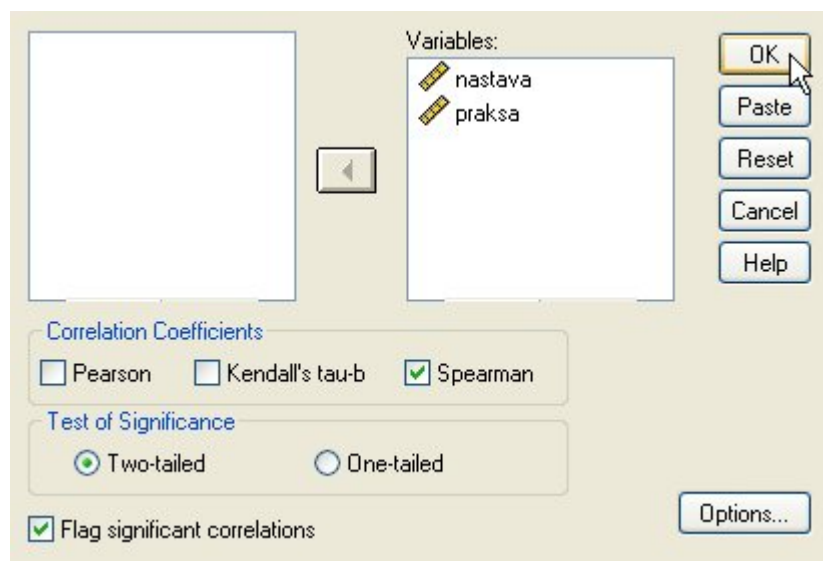 Variables:
nastava
praksa
OK
Paste
Reset
Cancel
Help
Correlation Coefficients
Pearson
Kendall's tau-b
Spearman
Test of Significance
Two-tailed
One-tailed
Flag significant correlations
Options...